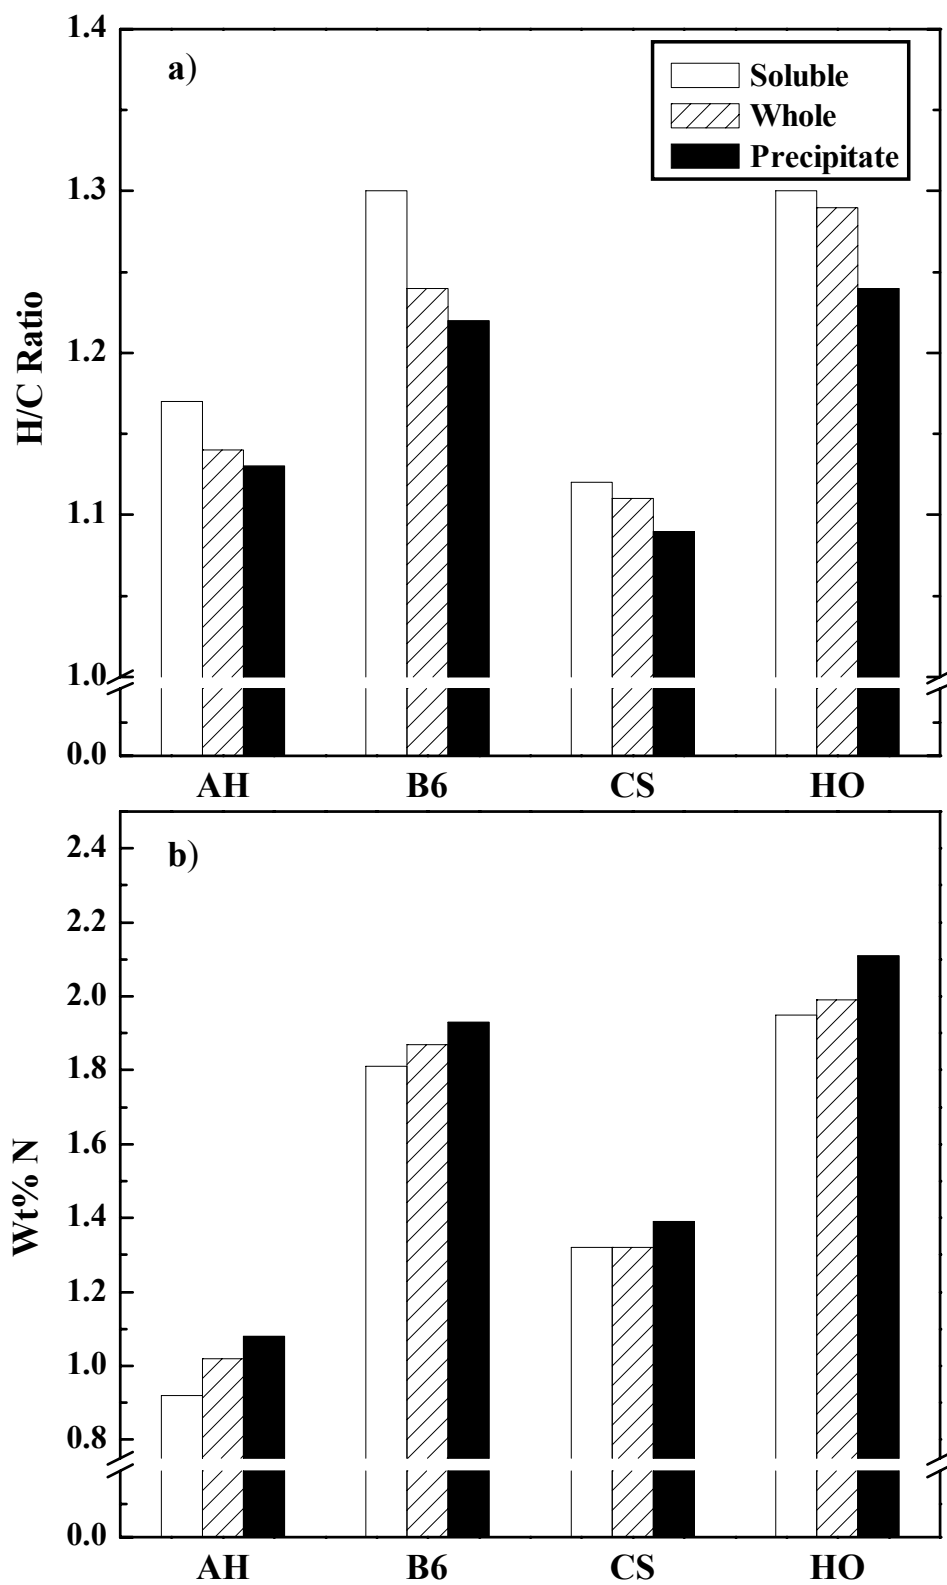 a)
Soluble
Whole
Precipitate
H/C Ratio
1.4
1.3
1.2
1.1
1.0
0.0
AH B6 CS HO
b)
Wt% N
2.4
2.2
2.0
1.8
1.6
1.4
1.2
1.0
0.8
0.0
AH B6 CS HO